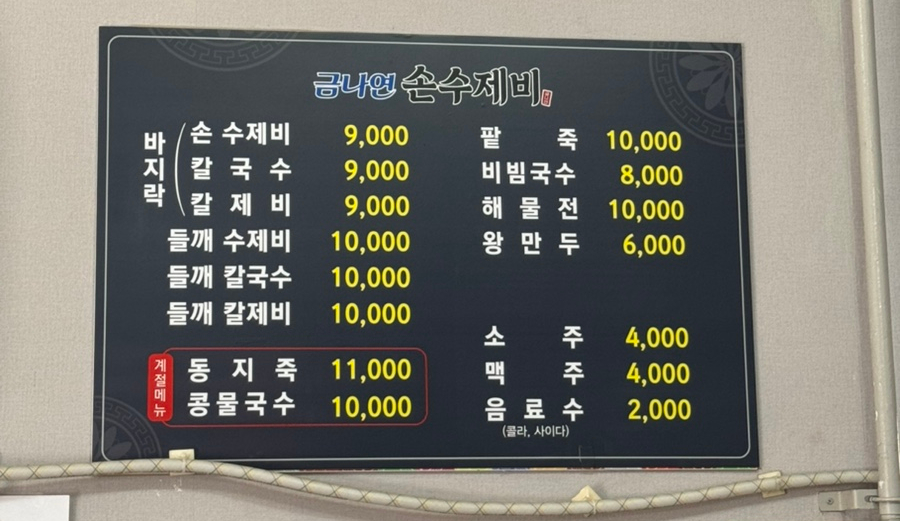 금나연 손수제비
바지락
손 수제비 9,000
칼 국 수 9,000
칼 제 비 9,000
들깨 수제비 10,000
들깨 칼국수 10,000
들깨 칼제비 10,000
계절메뉴
동 지 죽 11,000
콩물국수 10,000
팥 죽 10,000
비빔국수 8,000
해 물 전 10,000
왕 만 두 6,000
소 주 4,000
맥 주 4,000
음 료 수 2,000
(콜라, 사이다)